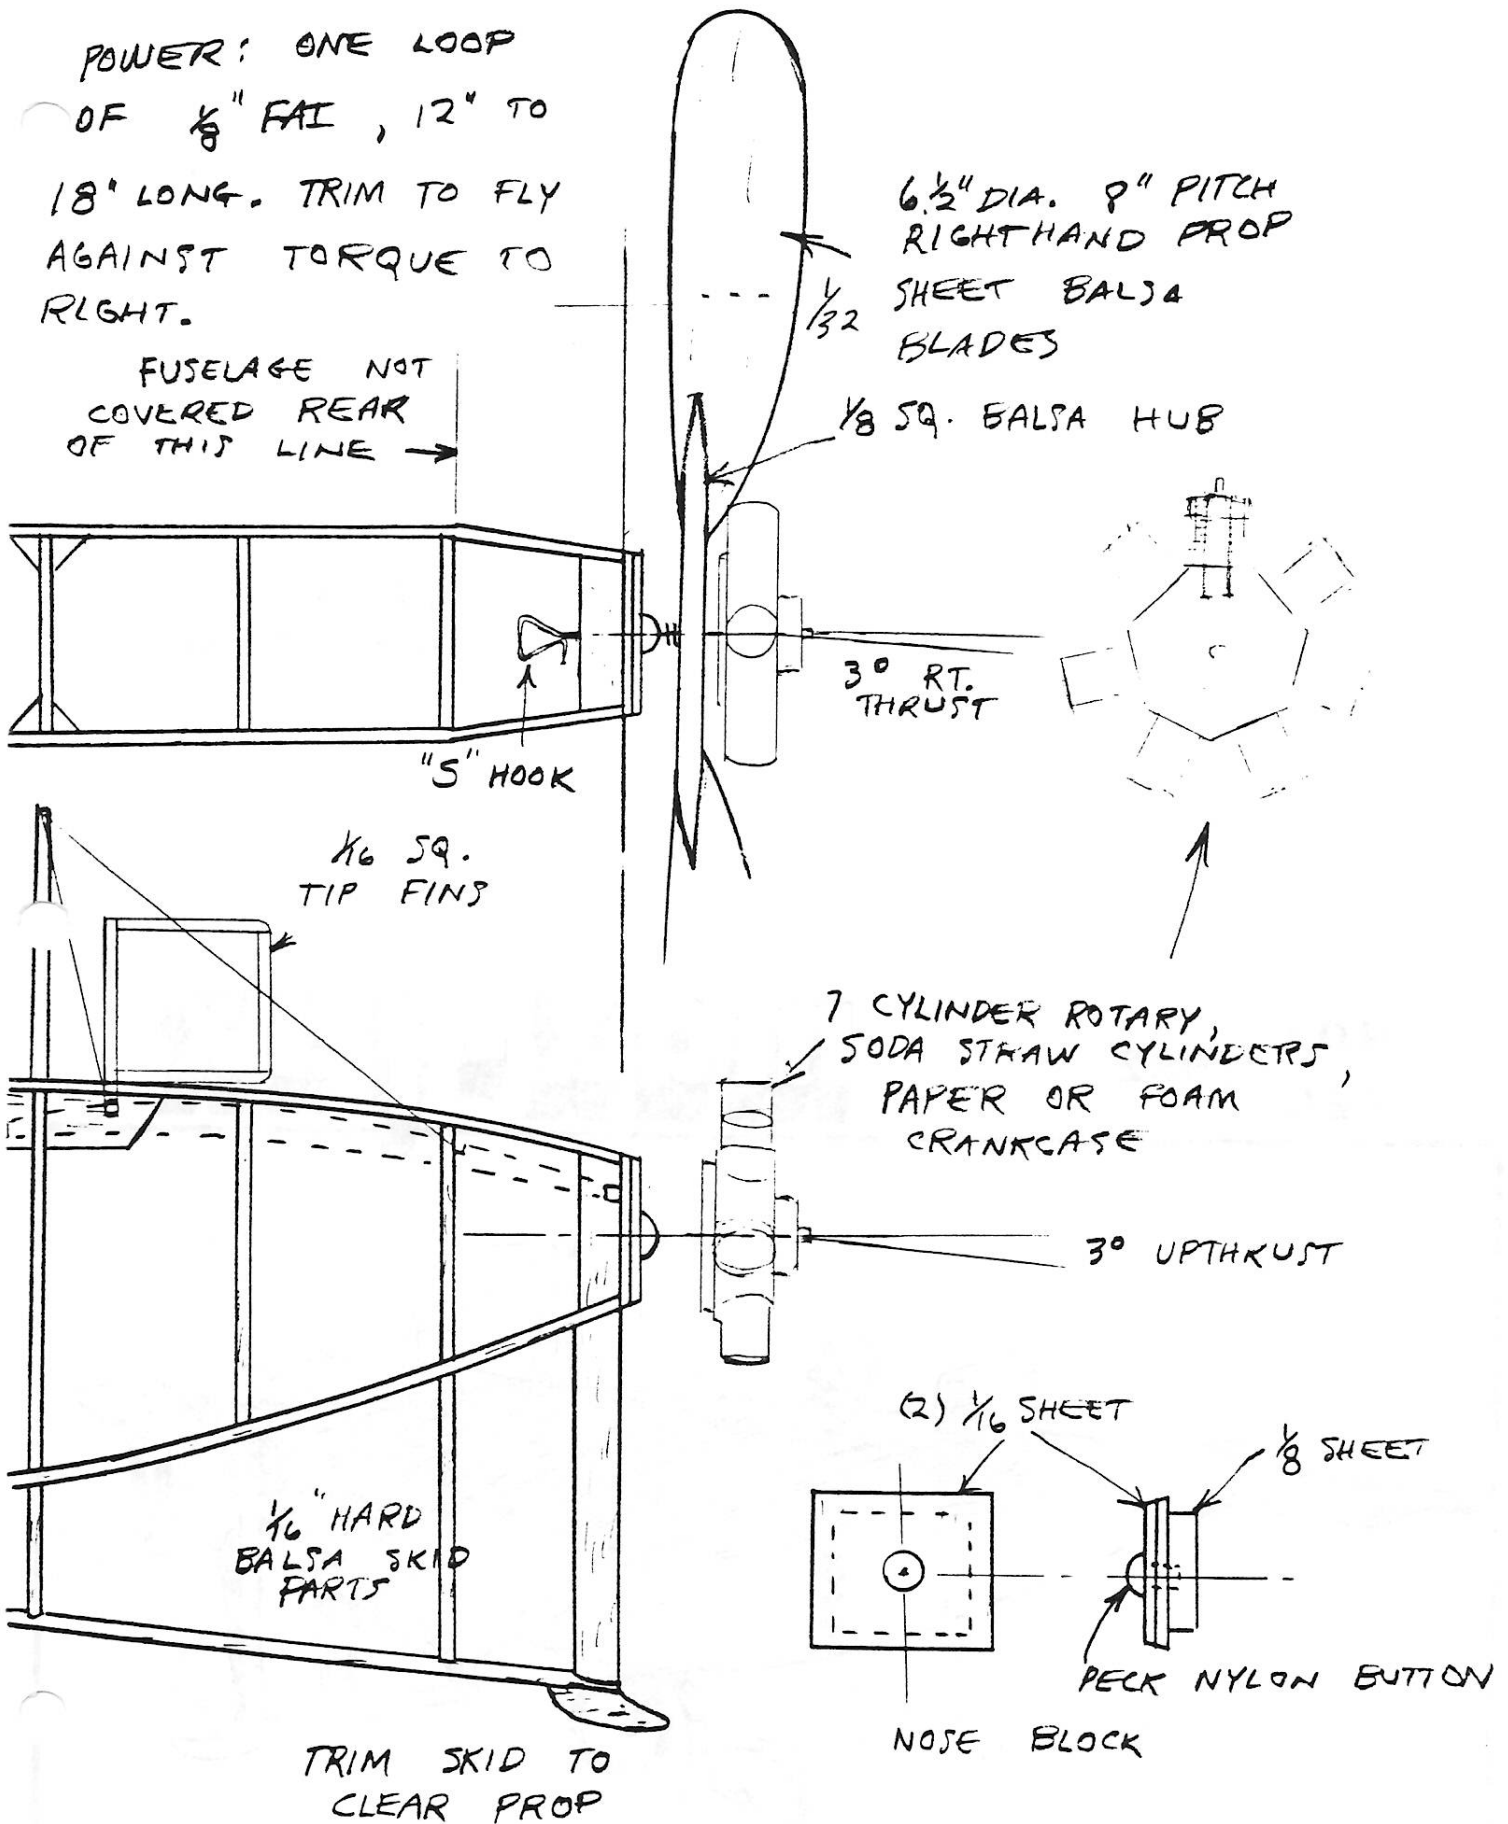 POWER: ONE LOOP
OF 1/8" FAI, 12" TO
18" LONG. TRIM TO FLY
AGAINST TORQUE TO
RIGHT.
FUSELAGE NOT
COVERED REAR
OF THIS LINE
6 1/2" DIA. 8" PITCH
RIGHTHAND PROP
1/32 SHEET BALSA
BLADES
1/8 SQ. BALSA HUB
3° RT.
THRUST
"S" HOOK
1/16 SQ.
TIP FINS
7 CYLINDER ROTARY,
SODA STRAW CYLINDERS,
PAPER OR FOAM
CRANKCASE
3° UPTHRUST
(2) 1/16 SHEET
1/8 SHEET
1/16" HARD
BALSA SKID
PARTS
PECK NYLON BUTTON
NOSE BLOCK
TRIM SKID TO
CLEAR PROP